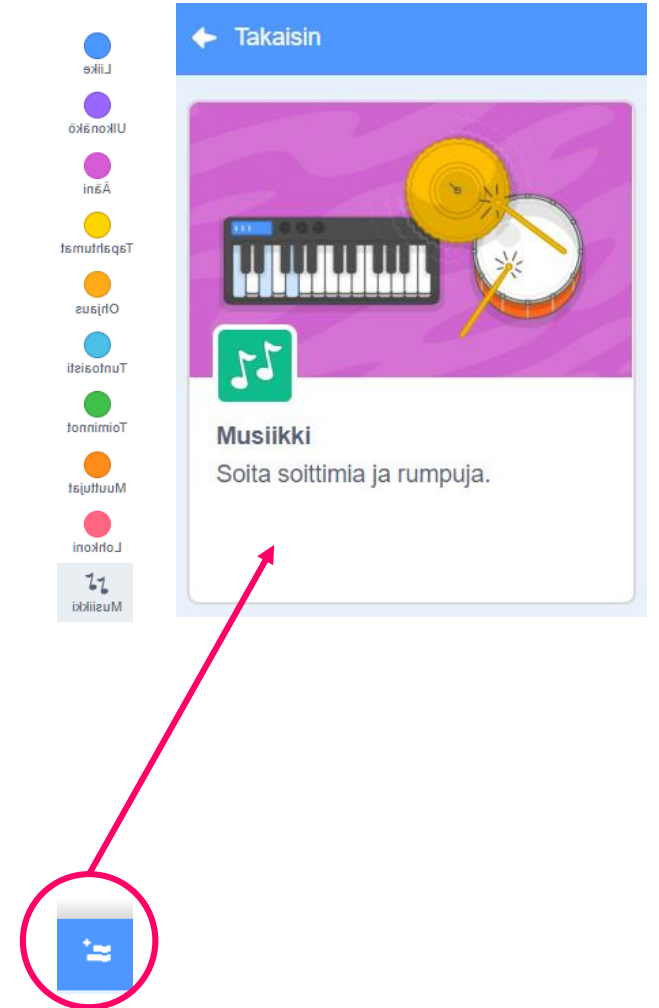 Takaisin
Liike
Ulkonäkö
Ääni
Tapahtumat
Ohjaus
Tuntoaisti
Toiminnot
Muuttujat
Lohkoni
Musiikki
Musiikki
Soita soittimia ja rumpuja.